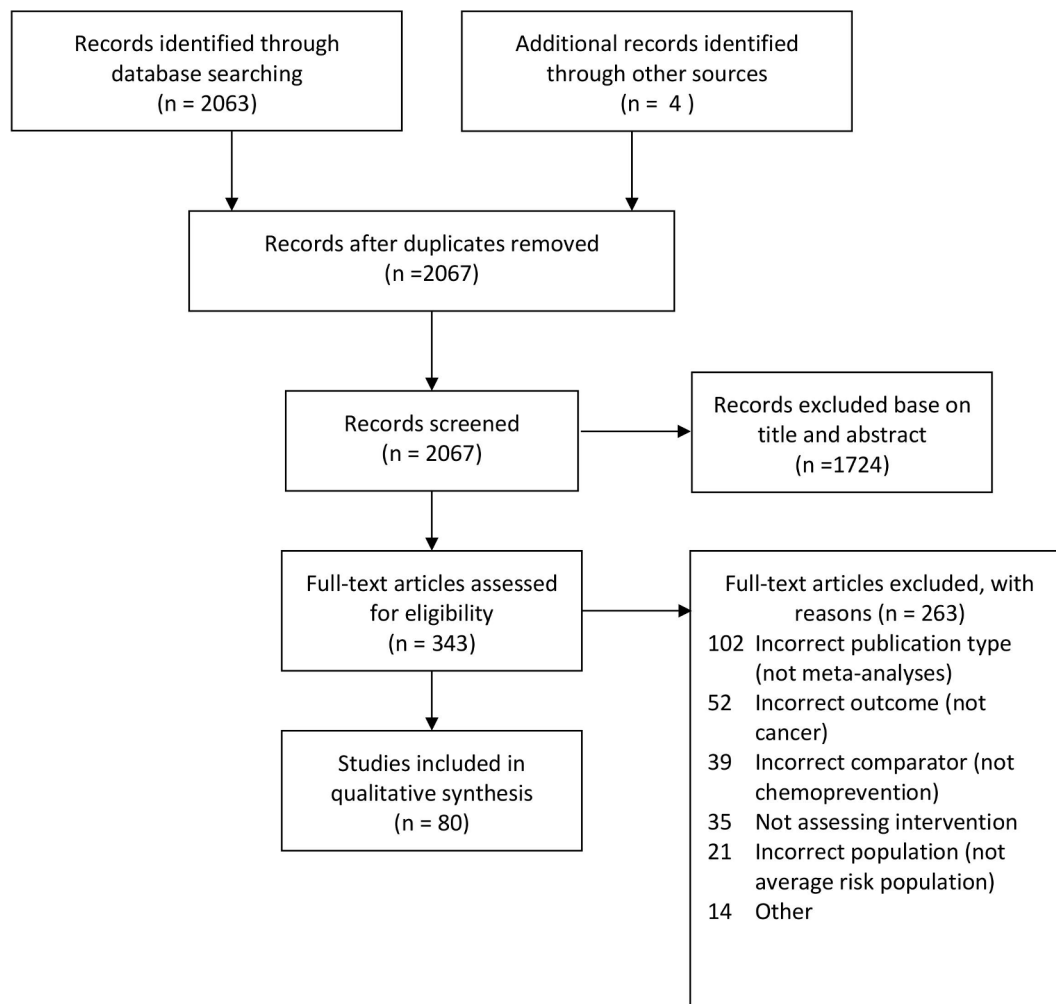 Records identified through
database searching
(n = 2063)
Additional records identified
through other sources
(n = 4 )
Records after duplicates removed
(n =2067)
Records screened
(n = 2067)
Records excluded base on
title and abstract
(n =1724)
Full-text articles assessed
for eligibility
(n = 343)
Full-text articles excluded, with
reasons (n = 263)
102 Incorrect publication type
(not meta-analyses)
52 Incorrect outcome (not
cancer)
39 Incorrect comparator (not
chemoprevention)
35 Not assessing intervention
21 Incorrect population (not
average risk population)
14 Other
Studies included in
qualitative synthesis
(n = 80)